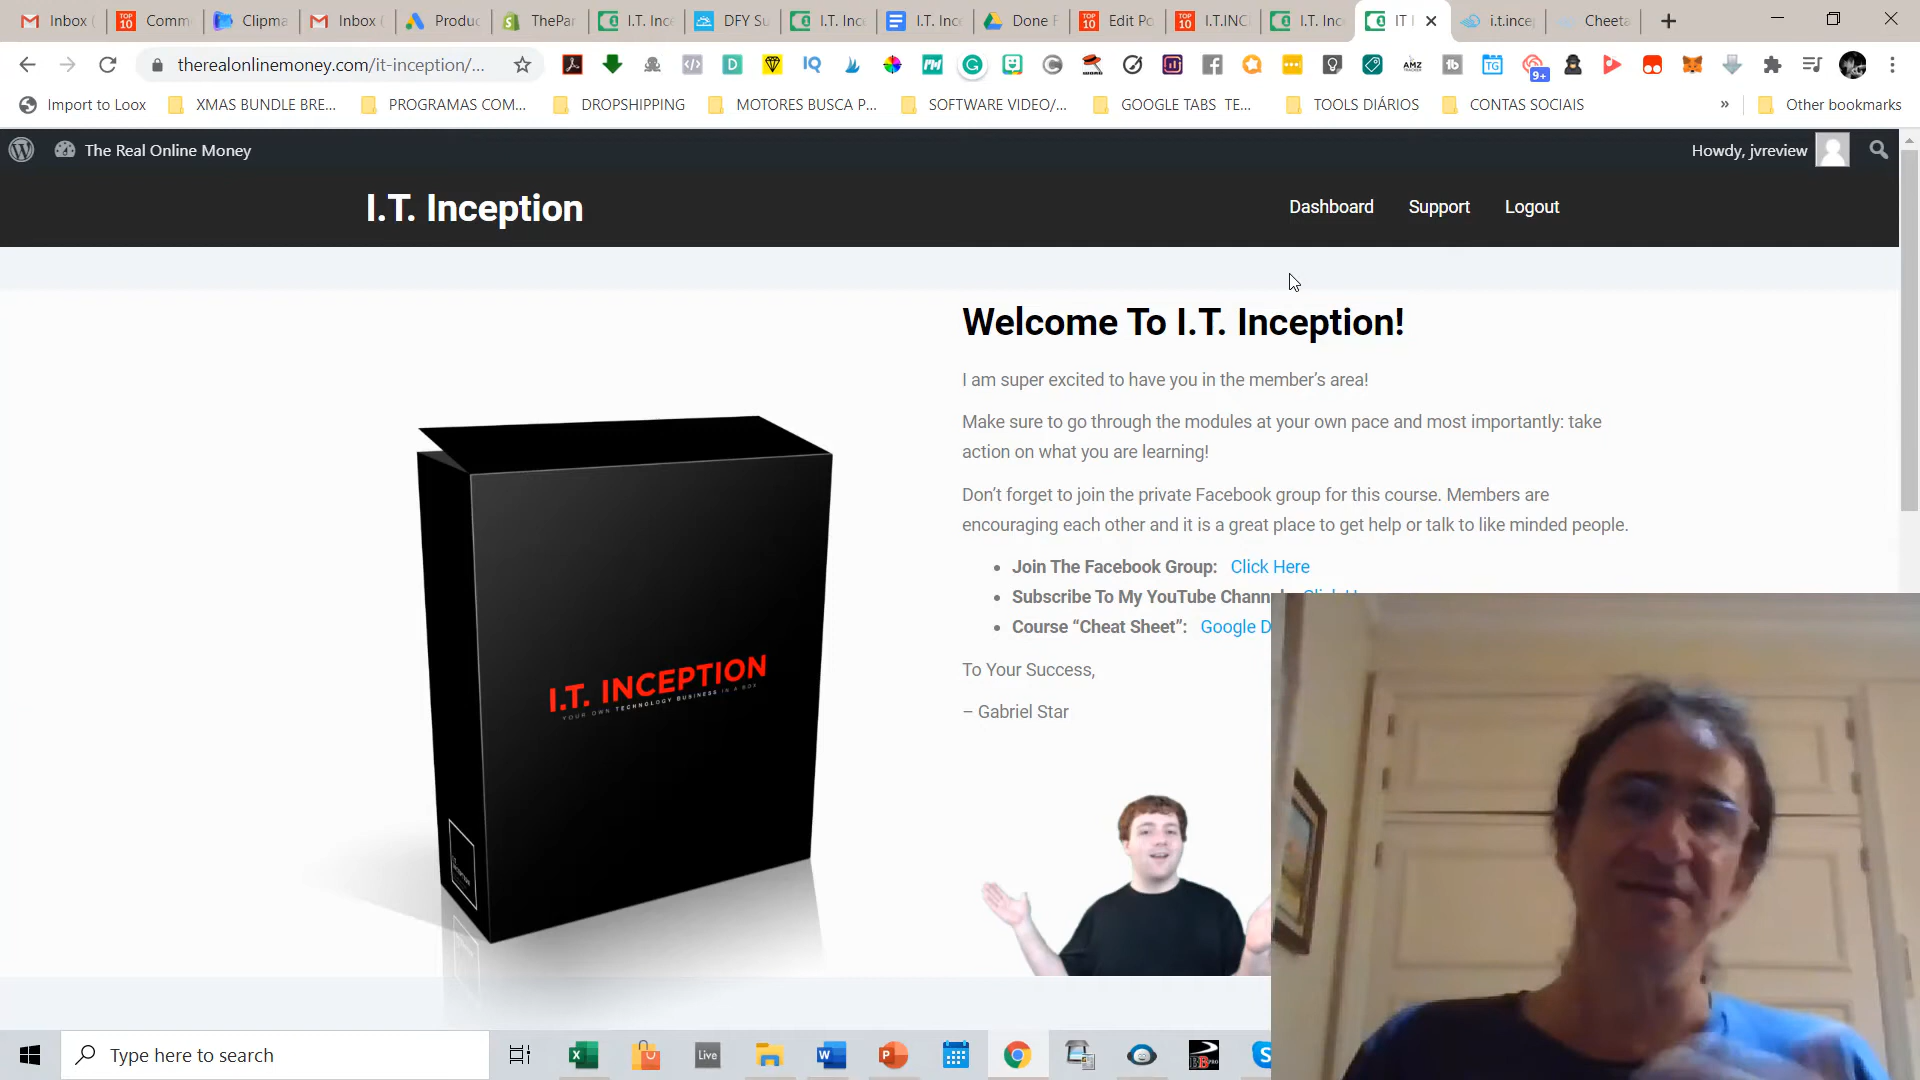 Inbox
Comm
Clipma
Inbox
Produc
ThePar
I.T. Ince
DFY Su
I.T. Ince
I.T. Ince
Done F
Edit Po
I.T.INC
I.T. Inc
IT I
i.t.incep
Cheeta
therealonlinemoney.com/it-inception/...
Import to Loox
XMAS BUNDLE BRE...
PROGRAMAS COM...
DROPSHIPPING
MOTORES BUSCA P...
SOFTWARE VIDEO/...
GOOGLE TABS TE...
TOOLS DIÁRIOS
CONTAS SOCIAIS
»
Other bookmarks
The Real Online Money
Howdy, jvreview
I.T. Inception
Dashboard
Support
Logout
Welcome To I.T. Inception!
I am super excited to have you in the member's area!
Make sure to go through the modules at your own pace and most importantly: take
action on what you are learning!
Don't forget to join the private Facebook group for this course. Members are
encouraging each other and it is a great place to get help or talk to like minded people.
Join The Facebook Group: Click Here
Subscribe To My YouTube Chann
Course “Cheat Sheet”: Google D
To Your Success,
– Gabriel Star
I.T. INCEPTION
YOUR OWN TECHNOLOGY BUSINESS IN A BOX
Type here to search
Live